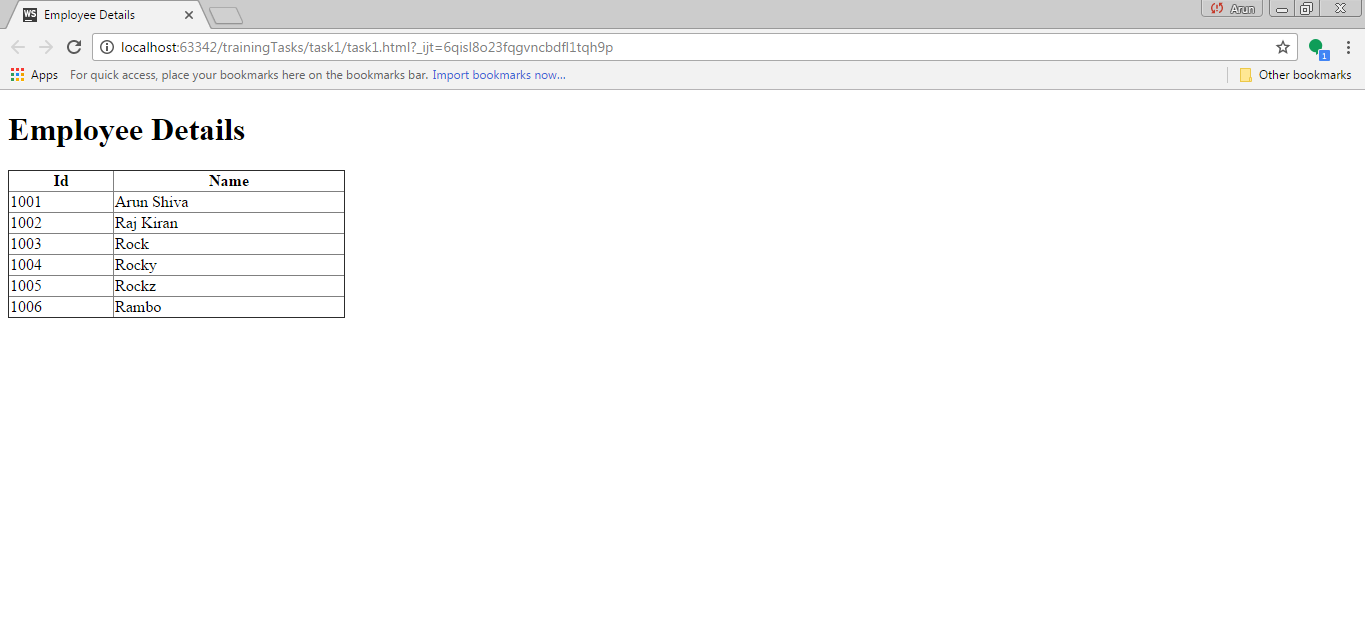 WS Employee Details
Arun
localhost:63342/trainingTasks/task1/task1.html?_ijt=6qisl8o23fqgvncbdfl1tqh9p
1
Apps For quick access, place your bookmarks here on the bookmarks bar. Import bookmarks now... Other bookmarks
Employee Details
Id Name
1001 Arun Shiva
1002 Raj Kiran
1003 Rock
1004 Rocky
1005 Rockz
1006 Rambo